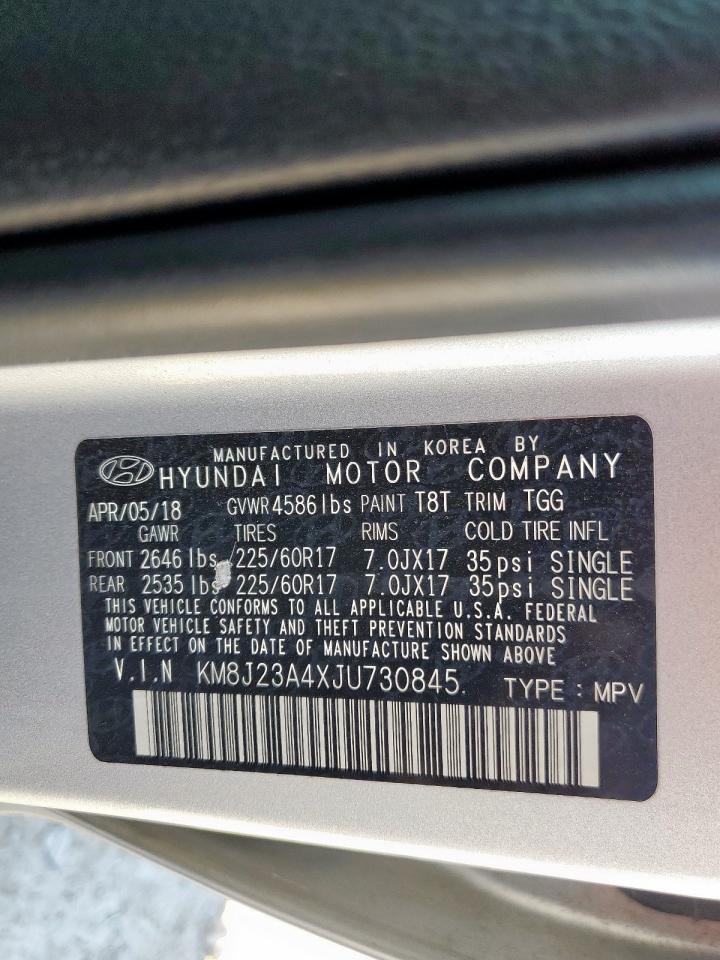 MANUFACTURED IN KOREA BY
HYUNDAI MOTOR COMPANY
APR/05/18 GVWR 4586 lbs PAINT T8T TRIM TGG
GAWR TIRES RIMS COLD TIRE INFL
FRONT 2646 lbs 225/60R17 7.0JX17 35psi SINGLE
REAR 2535 lbs 225/60R17 7.0JX17 35psi SINGLE
THIS VEHICLE CONFORMS TO ALL APPLICABLE U.S.A. FEDERAL
MOTOR VEHICLE SAFETY AND THEFT PREVENTION STANDARDS
IN EFFECT ON THE DATE OF MANUFACTURE SHOWN ABOVE
V.I.N KM8J23A4XJU730845. TYPE : MPV